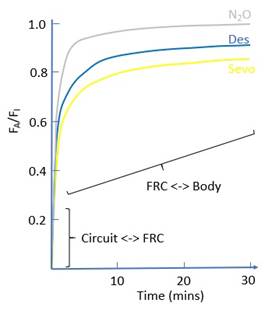 N₂O
1.0
Des
0.8
Sevo
Fₐ/Fᵢ
0.6
0.4
FRC <-> Body
0.2
Circuit <-> FRC
10
20
30
Time (mins)